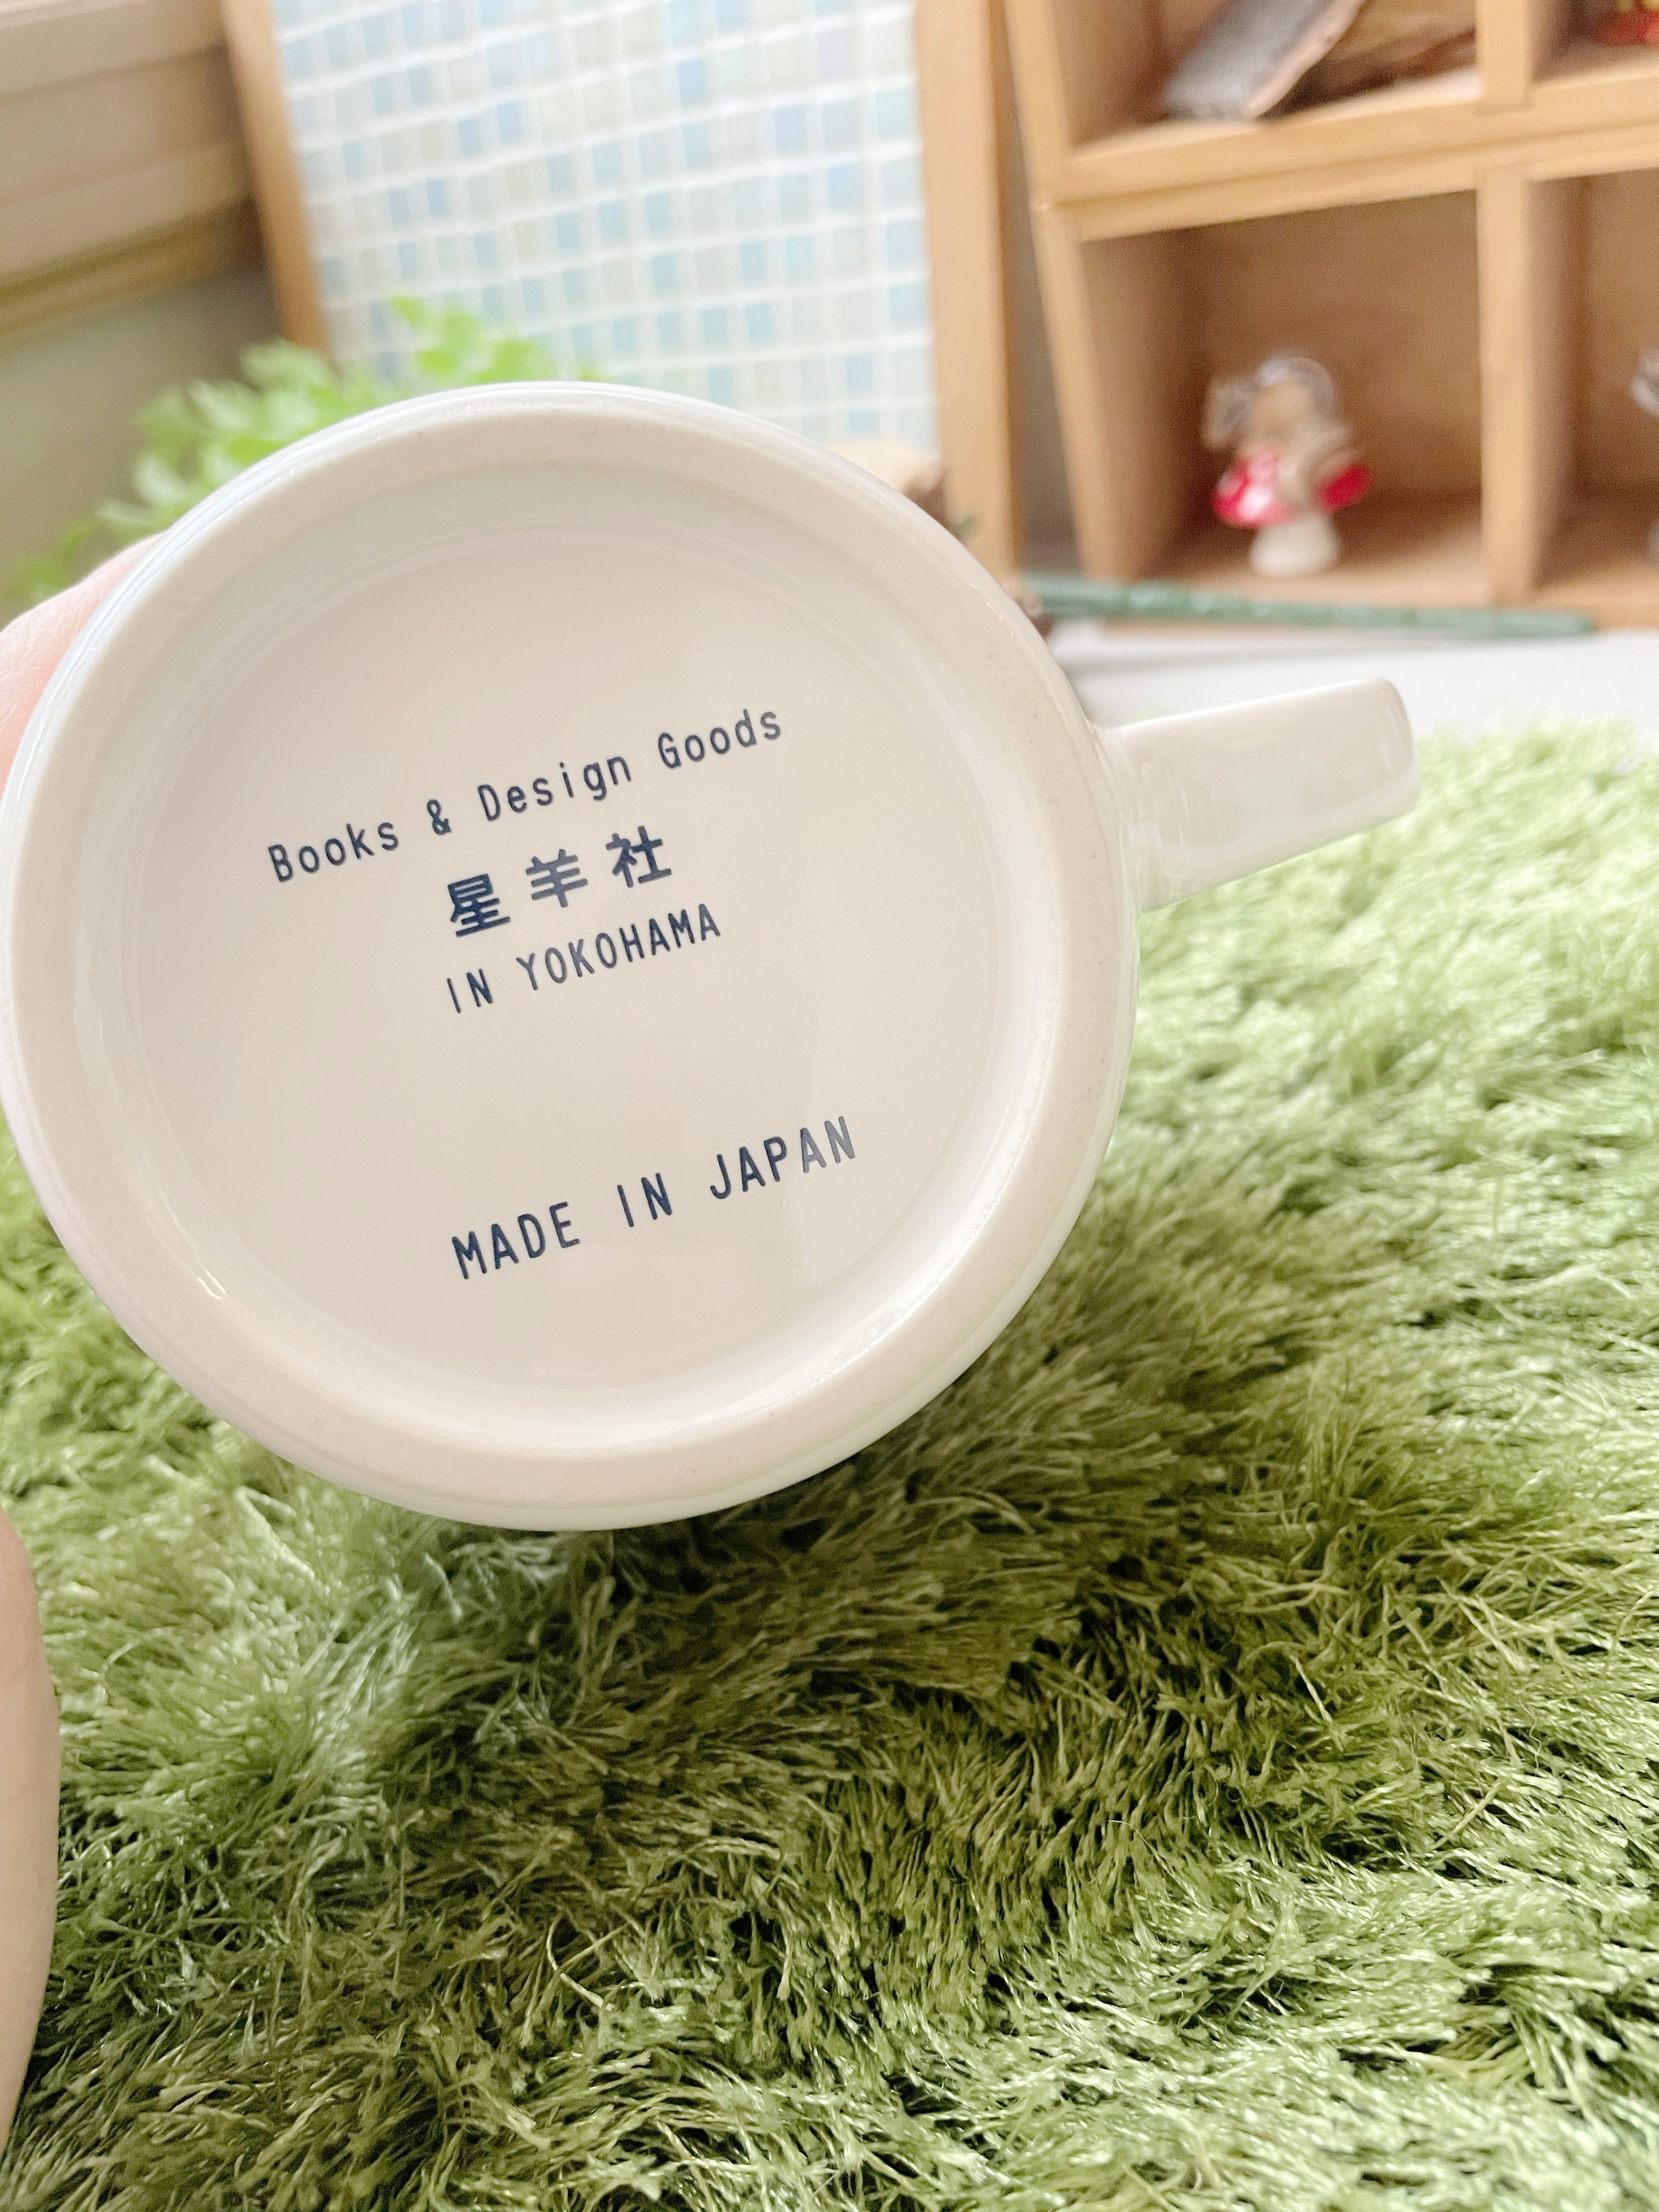 Books & Design Goods
星羊社
IN YOKOHAMA
MADE IN JAPAN